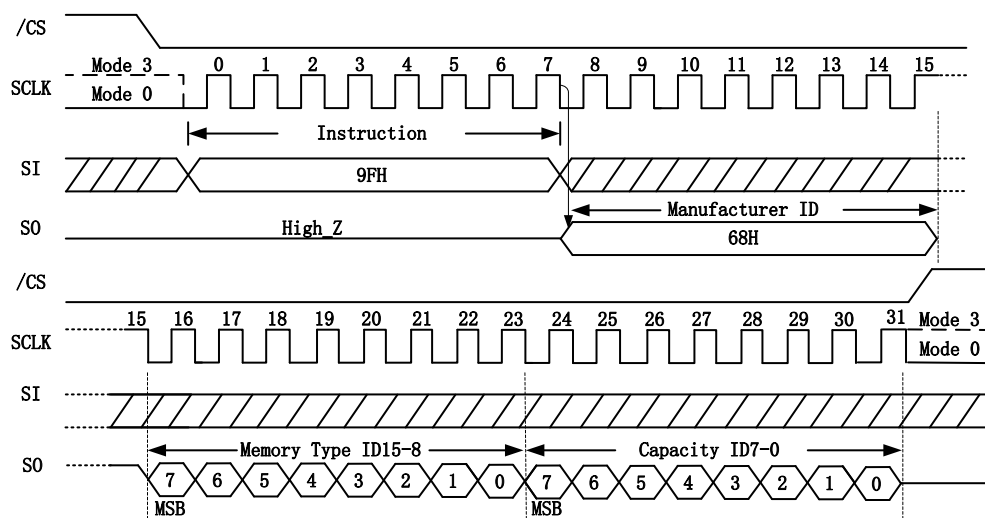 /CS
Mode 3 0 1 2 3 4 5 6 7 8 9 10 11 12 13 14 15
SCLK
Mode 0
Instruction
SI
9FH
Manufacturer ID
SO
High_Z
68H
/CS
15 16 17 18 19 20 21 22 23 24 25 26 27 28 29 30 31 Mode 3
SCLK
Mode 0
SI
Memory Type ID15-8 Capacity ID7-0
SO
7 6 5 4 3 2 1 0 7 6 5 4 3 2 1 0
MSB MSB